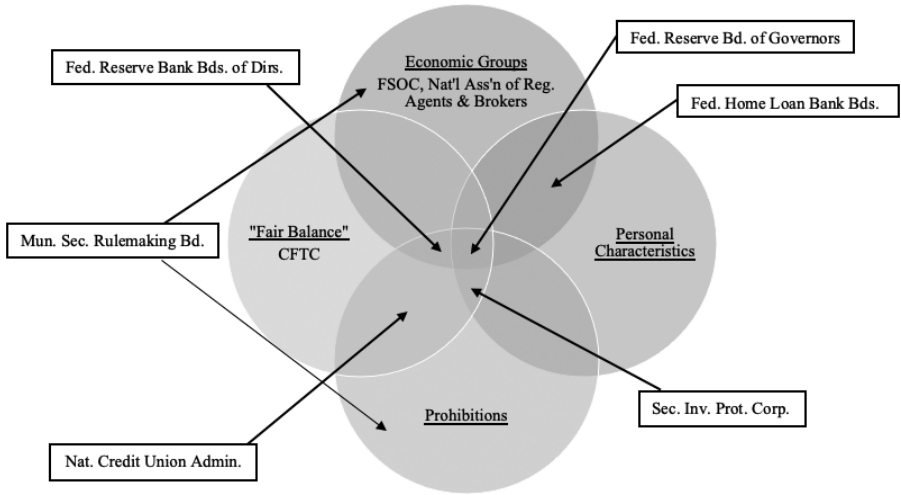 Fed. Reserve Bd. of Governors
Economic Groups
Fed. Reserve Bank Bds. of Dirs.
FSOC, Nat'l Ass'n of Reg.
Agents & Brokers
Fed. Home Loan Bank Bds.
"Fair Balance"
CFTC
Personal
Characteristics
Mun. Sec. Rulemaking Bd.
Prohibitions
Sec. Inv. Prot. Corp.
Nat. Credit Union Admin.